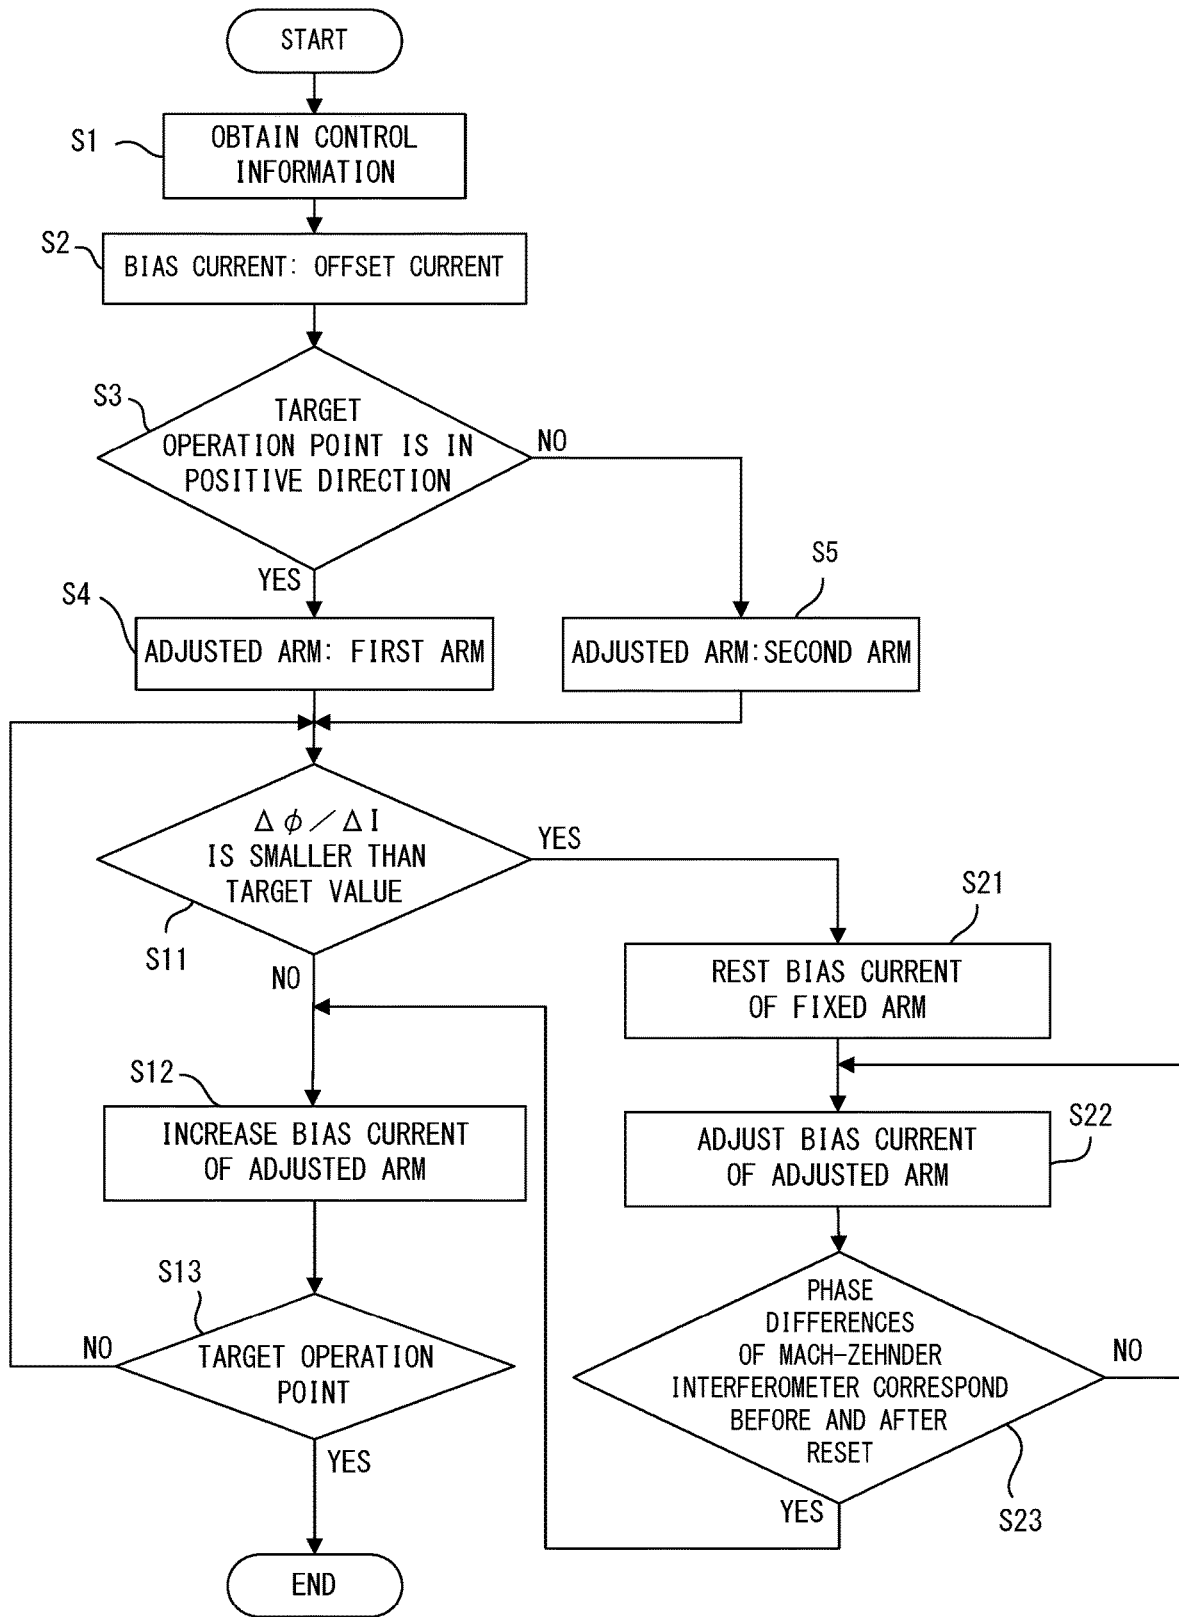 START
S1
OBTAIN CONTROL
INFORMATION
S2
BIAS CURRENT: OFFSET CURRENT
S3
TARGET
OPERATION POINT IS IN
POSITIVE DIRECTION
NO
YES
S4
ADJUSTED ARM: FIRST ARM
S5
ADJUSTED ARM:SECOND ARM
Δφ/ΔI
IS SMALLER THAN
TARGET VALUE
YES
S11
NO
S21
REST BIAS CURRENT
OF FIXED ARM
S12
INCREASE BIAS CURRENT
OF ADJUSTED ARM
S22
ADJUST BIAS CURRENT
OF ADJUSTED ARM
S13
NO
TARGET OPERATION
POINT
YES
PHASE
DIFFERENCES
OF MACH-ZEHNDER
INTERFEROMETER CORRESPOND
BEFORE AND AFTER
RESET
NO
YES
S23
END